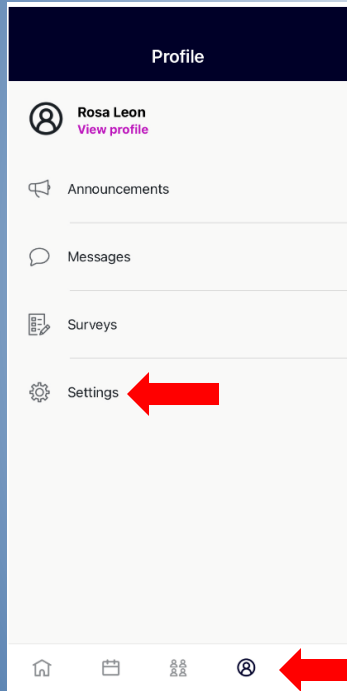 Profile
Rosa Leon
View profile
Announcements
Messages
Surveys
Settings